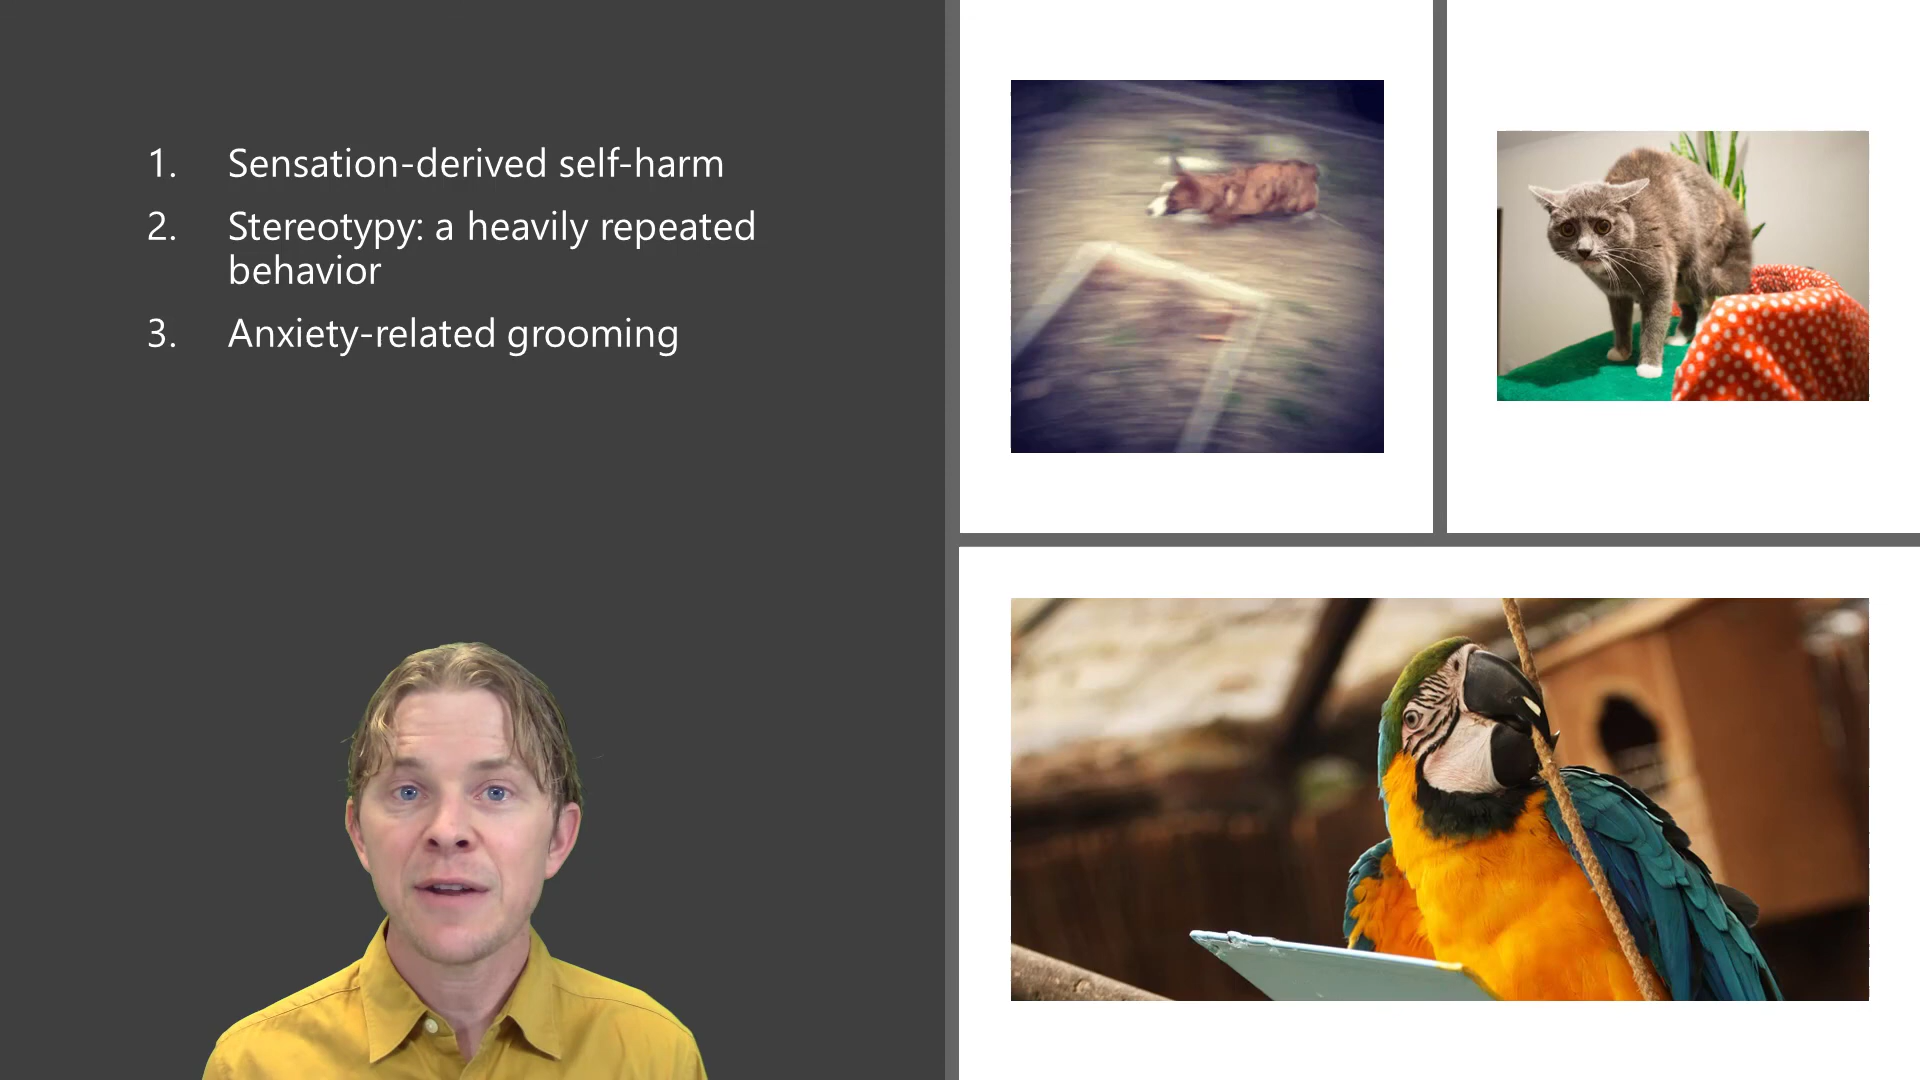 1. Sensation-derived self-harm
2. Stereotypy: a heavily repeated
behavior
3. Anxiety-related grooming